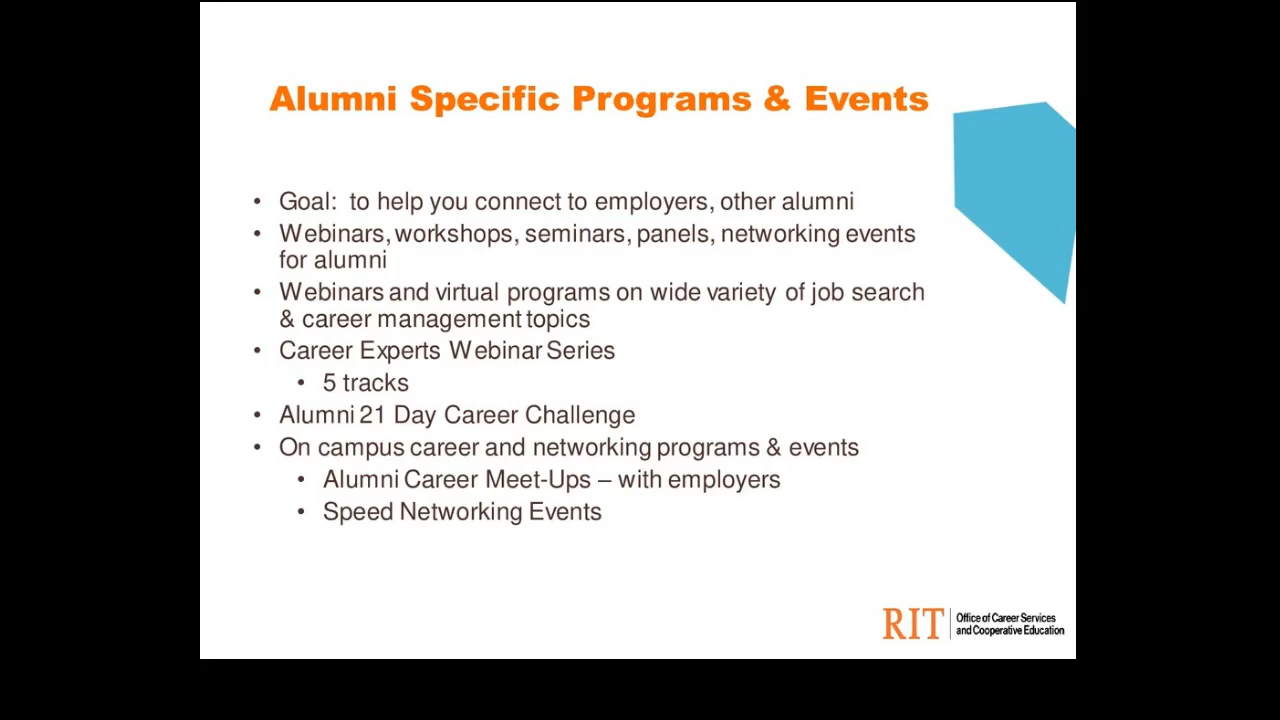 Alumni Specific Programs & Events
• Goal: to help you connect to employers, other alumni
• Webinars, workshops, seminars, panels, networking events
for alumni
• Webinars and virtual programs on wide variety of job search
& career management topics
• Career Experts Webinar Series
• 5 tracks
• Alumni 21 Day Career Challenge
• On campus career and networking programs & events
• Alumni Career Meet-Ups – with employers
• Speed Networking Events
RIT
Office of Career Services
and Cooperative Education